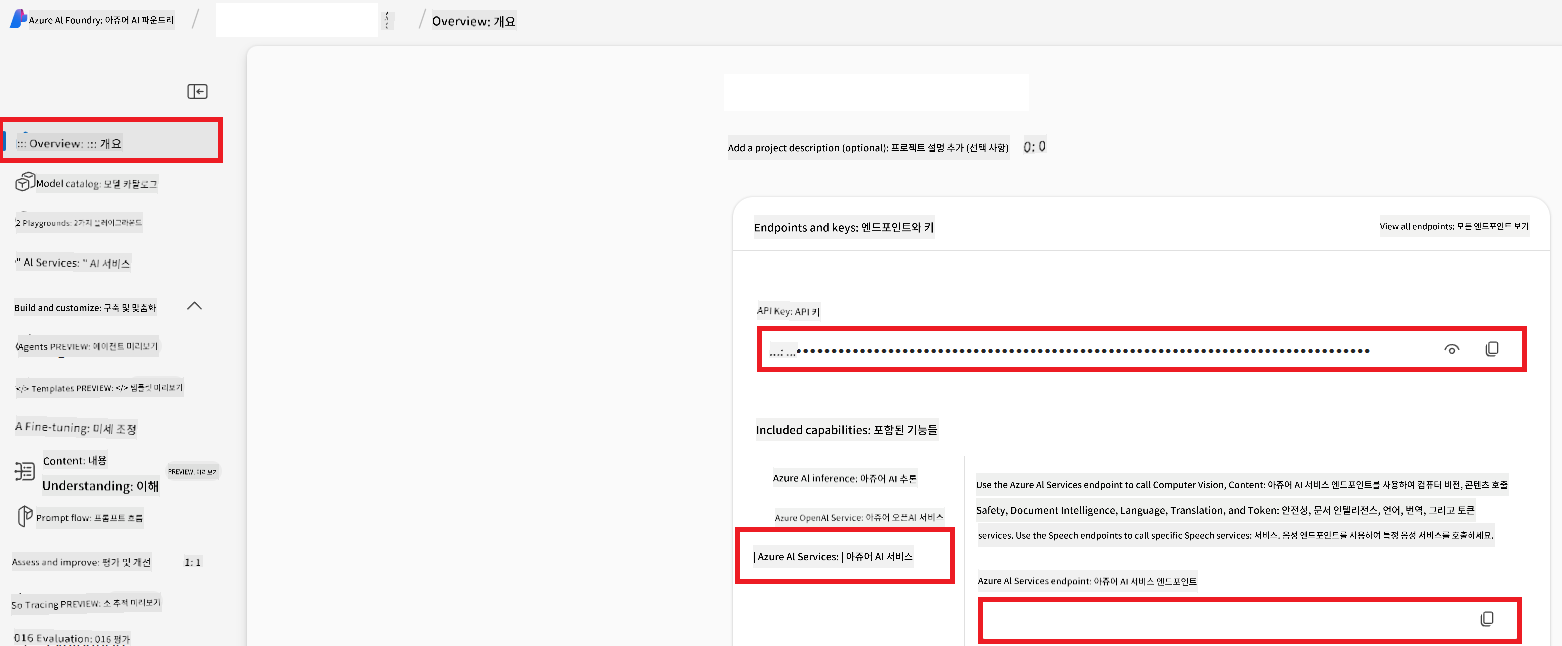 Azure Al Foundry: 아쥬어 AI 파운드리 / / Overview: 개요
::: Overview: ::: 개요
Add a project description (optional): 프로젝트 설명 추가 (선택 사항) 0: 0
Model catalog: 모델 카탈로그
2 Playgrounds: 2가지 플레이그라운드
Endpoints and keys: 엔드포인트와 키
View all endpoints: 모든 엔드포인트 보기
" Al Services: " AI 서비스
Build and customize: 구축 및 맞춤화
API Key: API 키
(Agents PREVIEW: 에이전트 미리보기
...: ...••••••••••••••••••••••••••••••••••••••••••••••••••••••••••••••••••••••••••••••••
</> Templates PREVIEW: </> 템플릿 미리보기
A Fine-tuning: 미세 조정
Included capabilities: 포함된 기능들
Content: 내용
Understanding: 이해
PREVIEW: 미리보기
Azure Al inference: 아쥬어 AI 추론
Use the Azure Al Services endpoint to call Computer Vision, Content: 아쥬어 AI 서비스 엔드포인트를 사용하여 컴퓨터 비전, 콘텐츠 호출
Safety, Document Intelligence, Language, Translation, and Token: 안전성, 문서 인텔리전스, 언어, 번역, 그리고 토큰
services. Use the Speech endpoints to call specific Speech services: 서비스. 음성 엔드포인트를 사용하여 특정 음성 서비스를 호출하세요.
Prompt flow: 프롬프트 흐름
Azure OpenAl Service: 아쥬어 오픈AI 서비스
| Azure Al Services: | 아쥬어 AI 서비스
Assess and improve: 평가 및 개선 1: 1
Azure Al Services endpoint: 아쥬어 AI 서비스 엔드포인트
So Tracing PREVIEW: 소 추적 미리보기
016 Evaluation: 016 평가